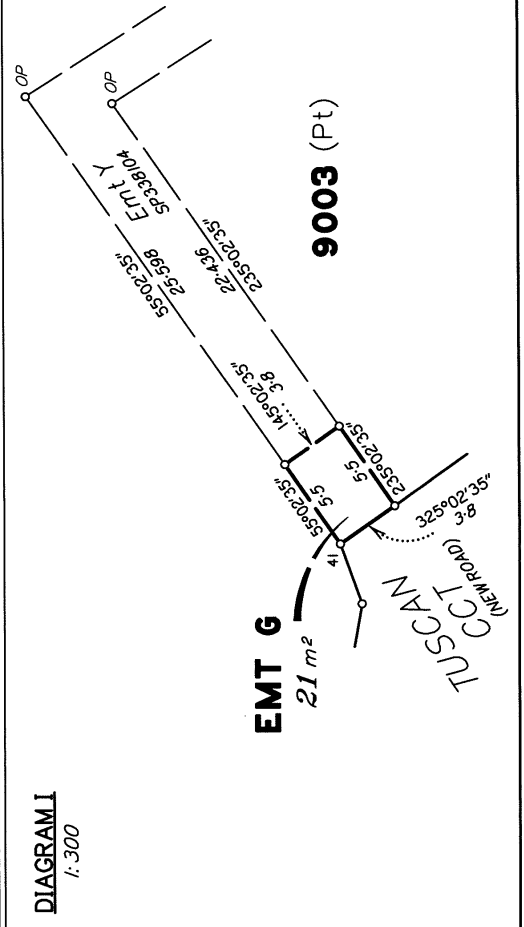 DIAGRAM I
1:300
EMT G
21 m²
TUSCAN
CCT
(NEW ROAD)
41
55°02'35"
5·5
145°02'35"
3·8
235°02'35"
5·5
325°02'35"
3·8
55°02'35"
25·598
Emt Y
SP338104
22·436
235°02'35"
OP
OP
9003 (Pt)